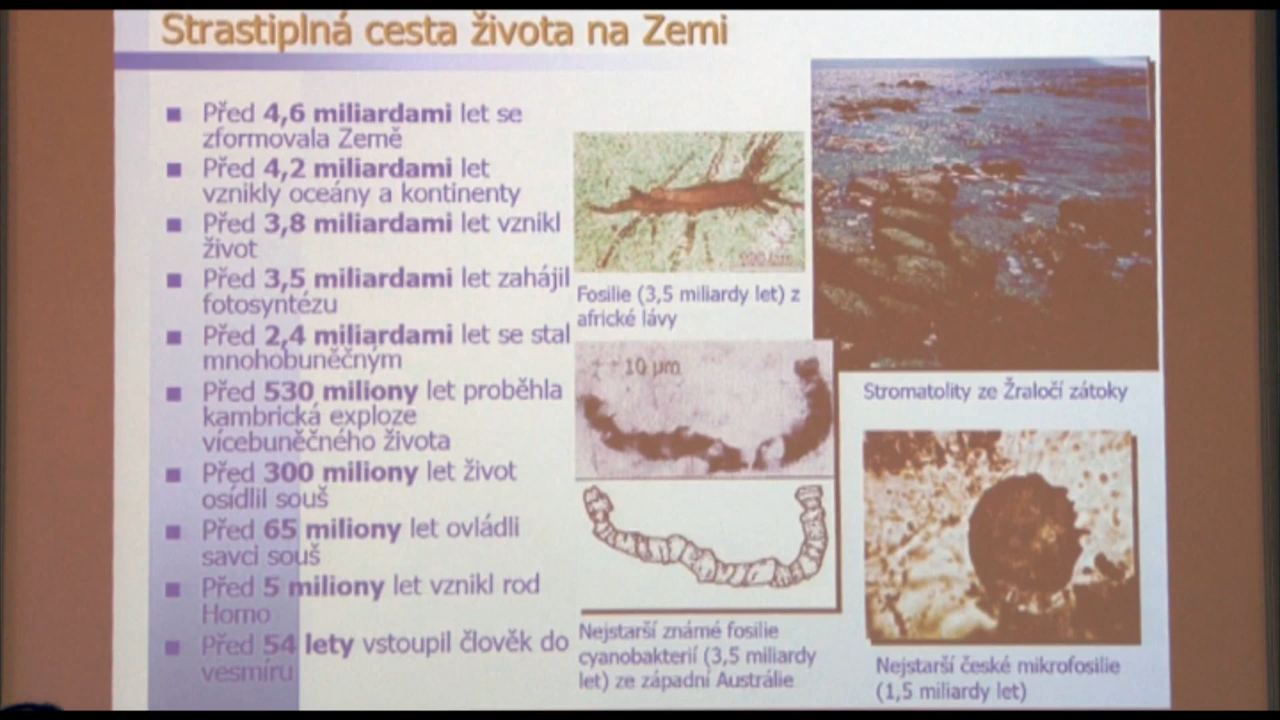 Strastiplná cesta života na Zemi
Před 4,6 miliardami let se
zformovala Země
Před 4,2 miliardami let
vznikly oceány a kontinenty
Před 3,8 miliardami let vznikl
život
Před 3,5 miliardami let zahájil
fotosyntézu
Před 2,4 miliardami let se stal
mnohobuněčným
Před 530 miliony let proběhla
kambrická exploze
vícebuněčného života
Před 300 miliony let život
osídlil souš
Před 65 miliony let ovládli
savci souš
Před 5 miliony let vznikl rod
Homo
Před 54 lety vstoupil člověk do
vesmíru
Fosilie (3,5 miliardy let) z
africké lávy
10 µm
Nejstarší známé fosilie
cyanobakterií (3,5 miliardy
let) ze západní Austrálie
Stromatolity ze Žraločí zátoky
Nejstarší české mikrofosilie
(1,5 miliardy let)